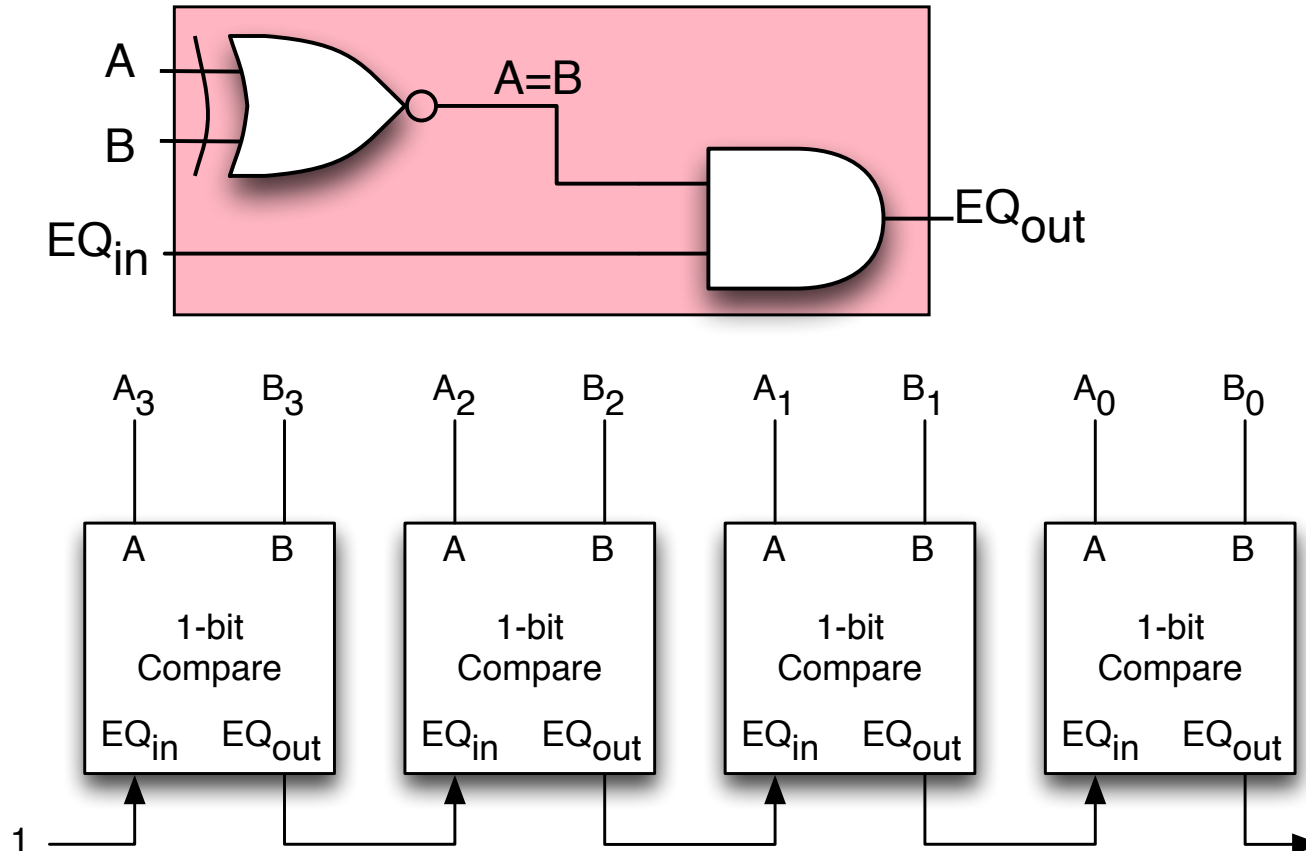 A
A=B
B
EQin
EQout
A3 B3 A2 B2 A1 B1 A0 B0
A B A B A B A B
1-bit 1-bit 1-bit 1-bit
Compare Compare Compare Compare
EQin EQout EQin EQout EQin EQout EQin EQout
1